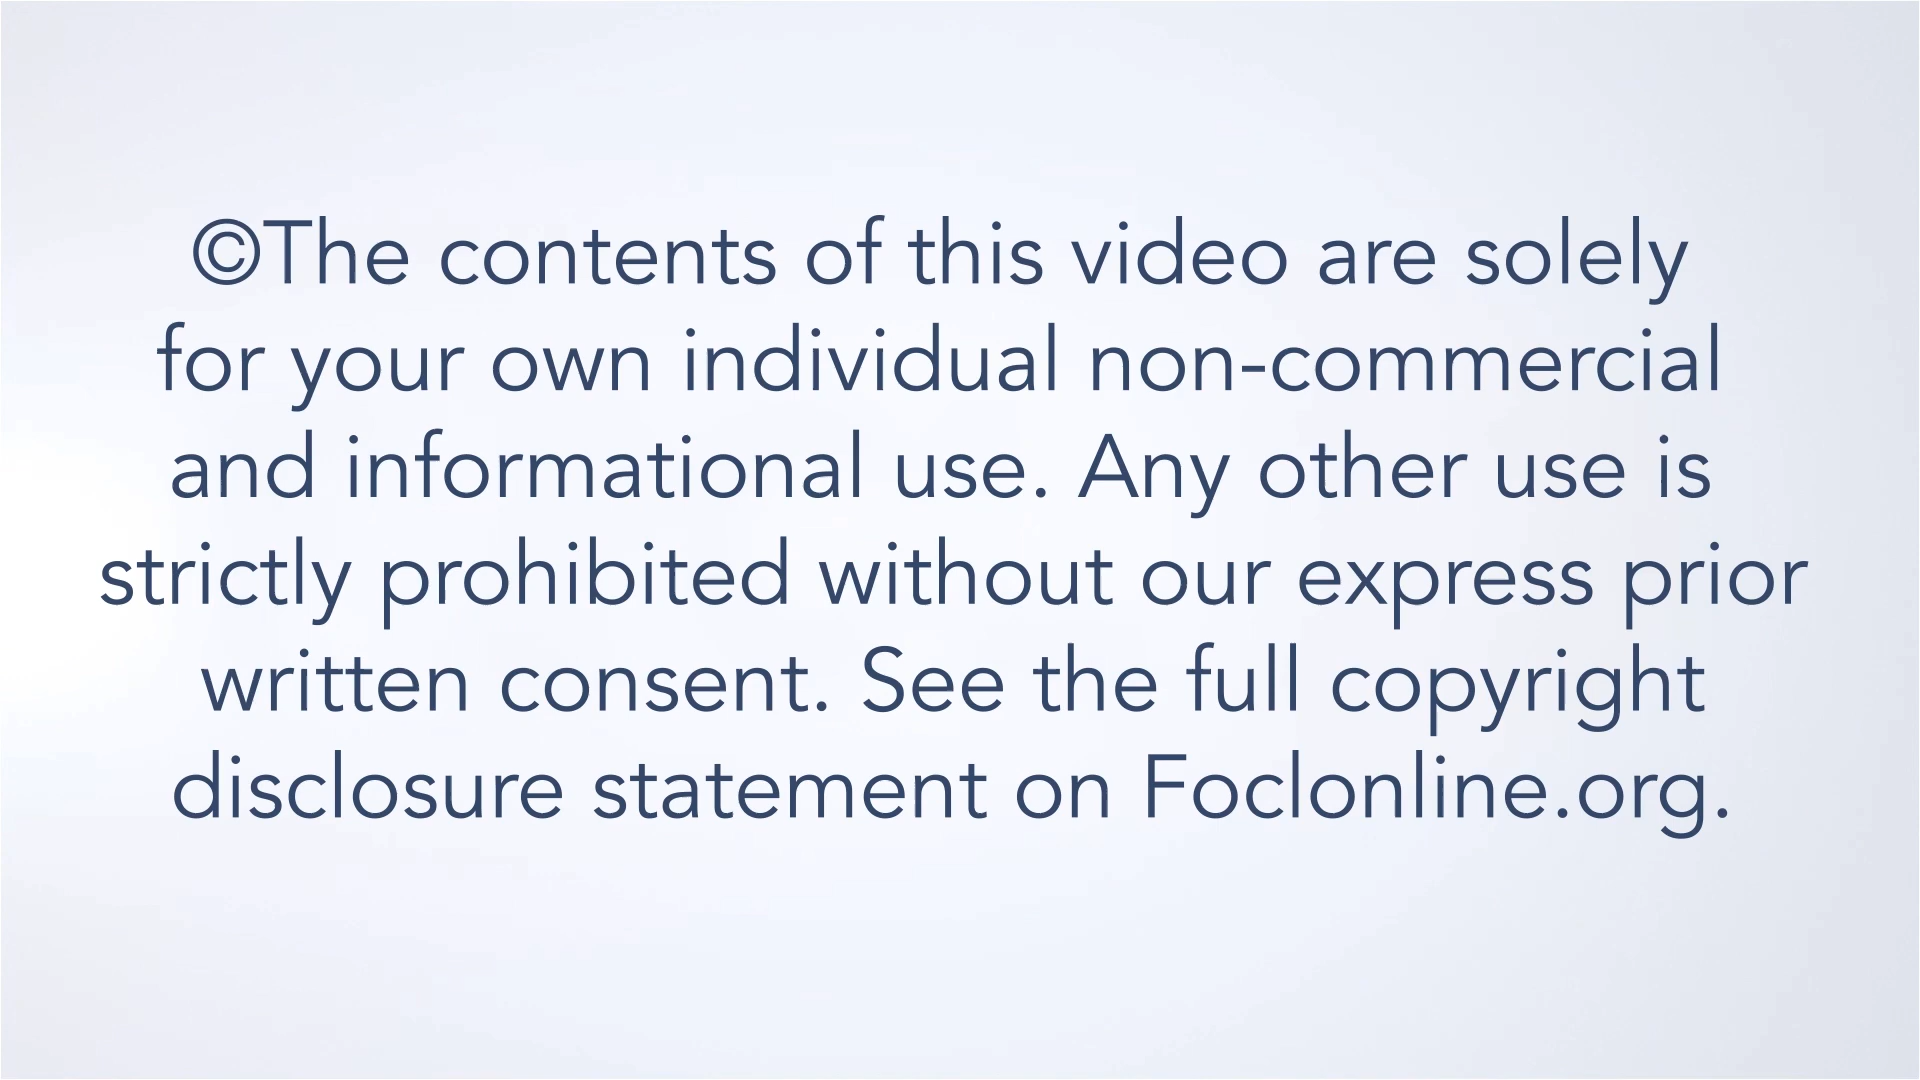 ©The contents of this video are solely
for your own individual non-commercial
and informational use. Any other use is
strictly prohibited without our express prior
written consent. See the full copyright
disclosure statement on Foclonline.org.